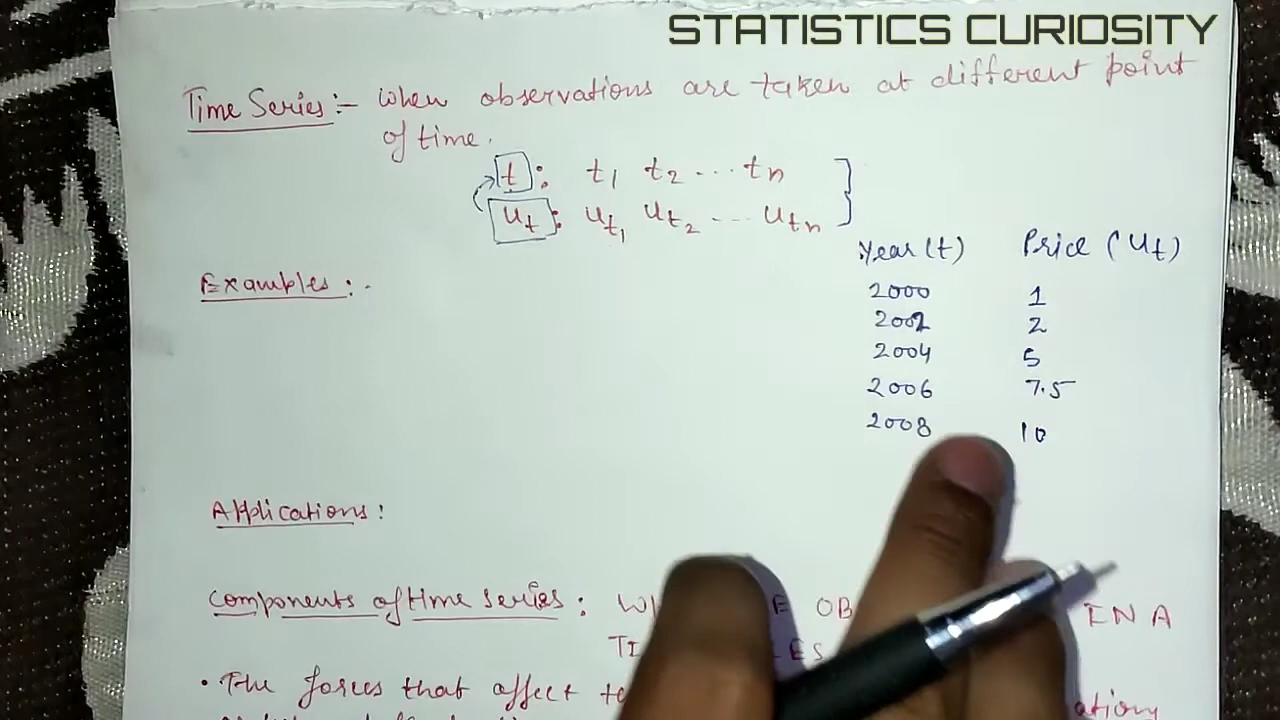 STATISTICS CURIOSITY
Time Series:- When observations are taken at different point
of time.
t : t1 t2 ... tn
ut : ut1 ut2 ... utn
Year (t) Price (ut)
Examples:-
2000 1
2002 2
2004 5
2006 7.5
2008 10
Applications:
Components of time series:
• The forces that affect